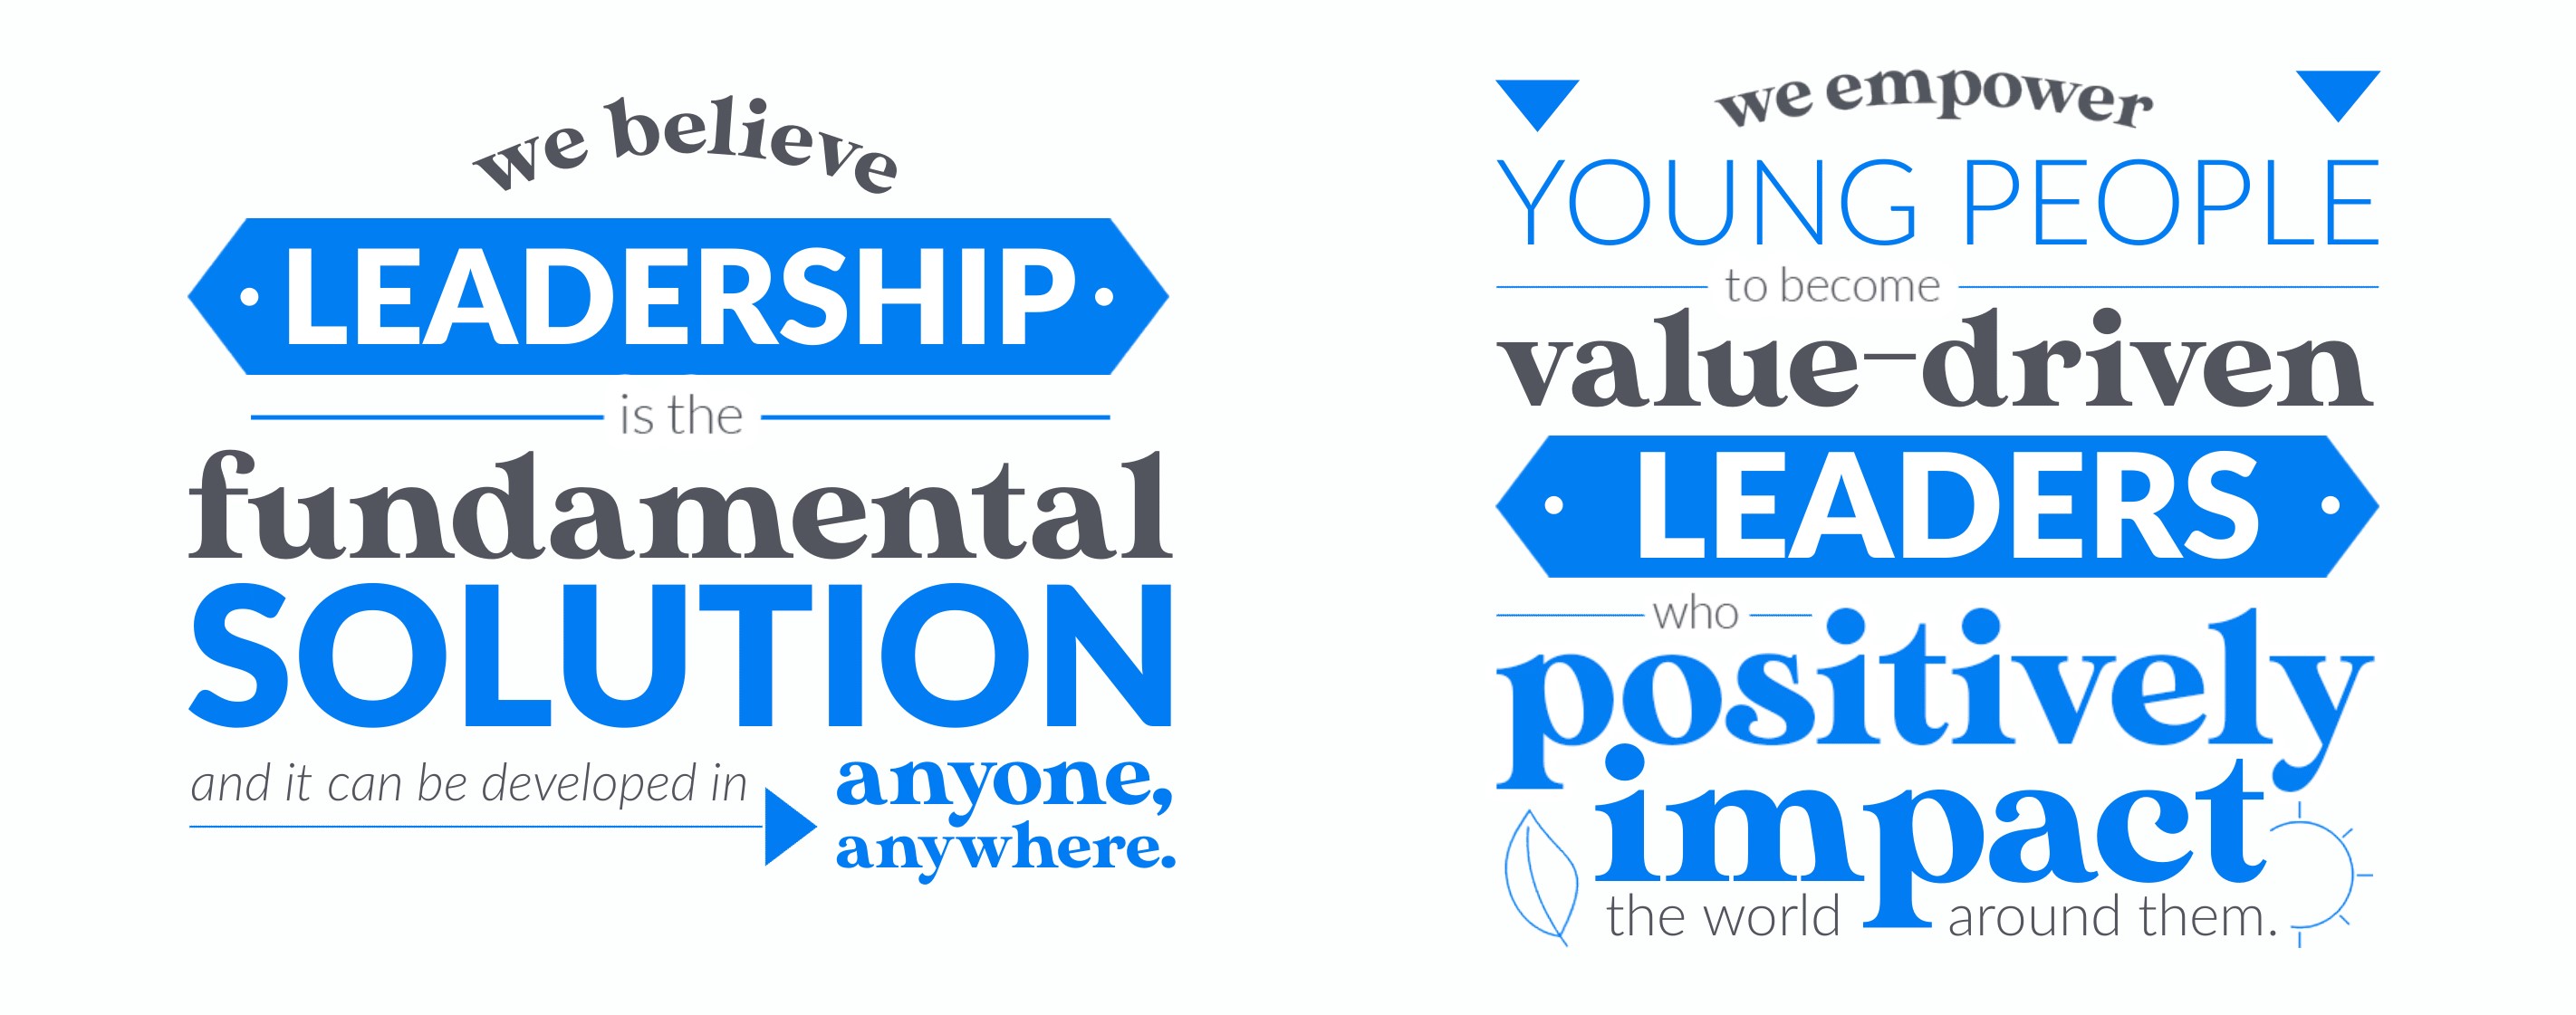 we believe
LEADERSHIP
is the
fundamental
SOLUTION
and it can be developed in
anyone,
anywhere.
we empower
YOUNG PEOPLE
to become
value-driven
LEADERS
who
positively
impact
the world around them.